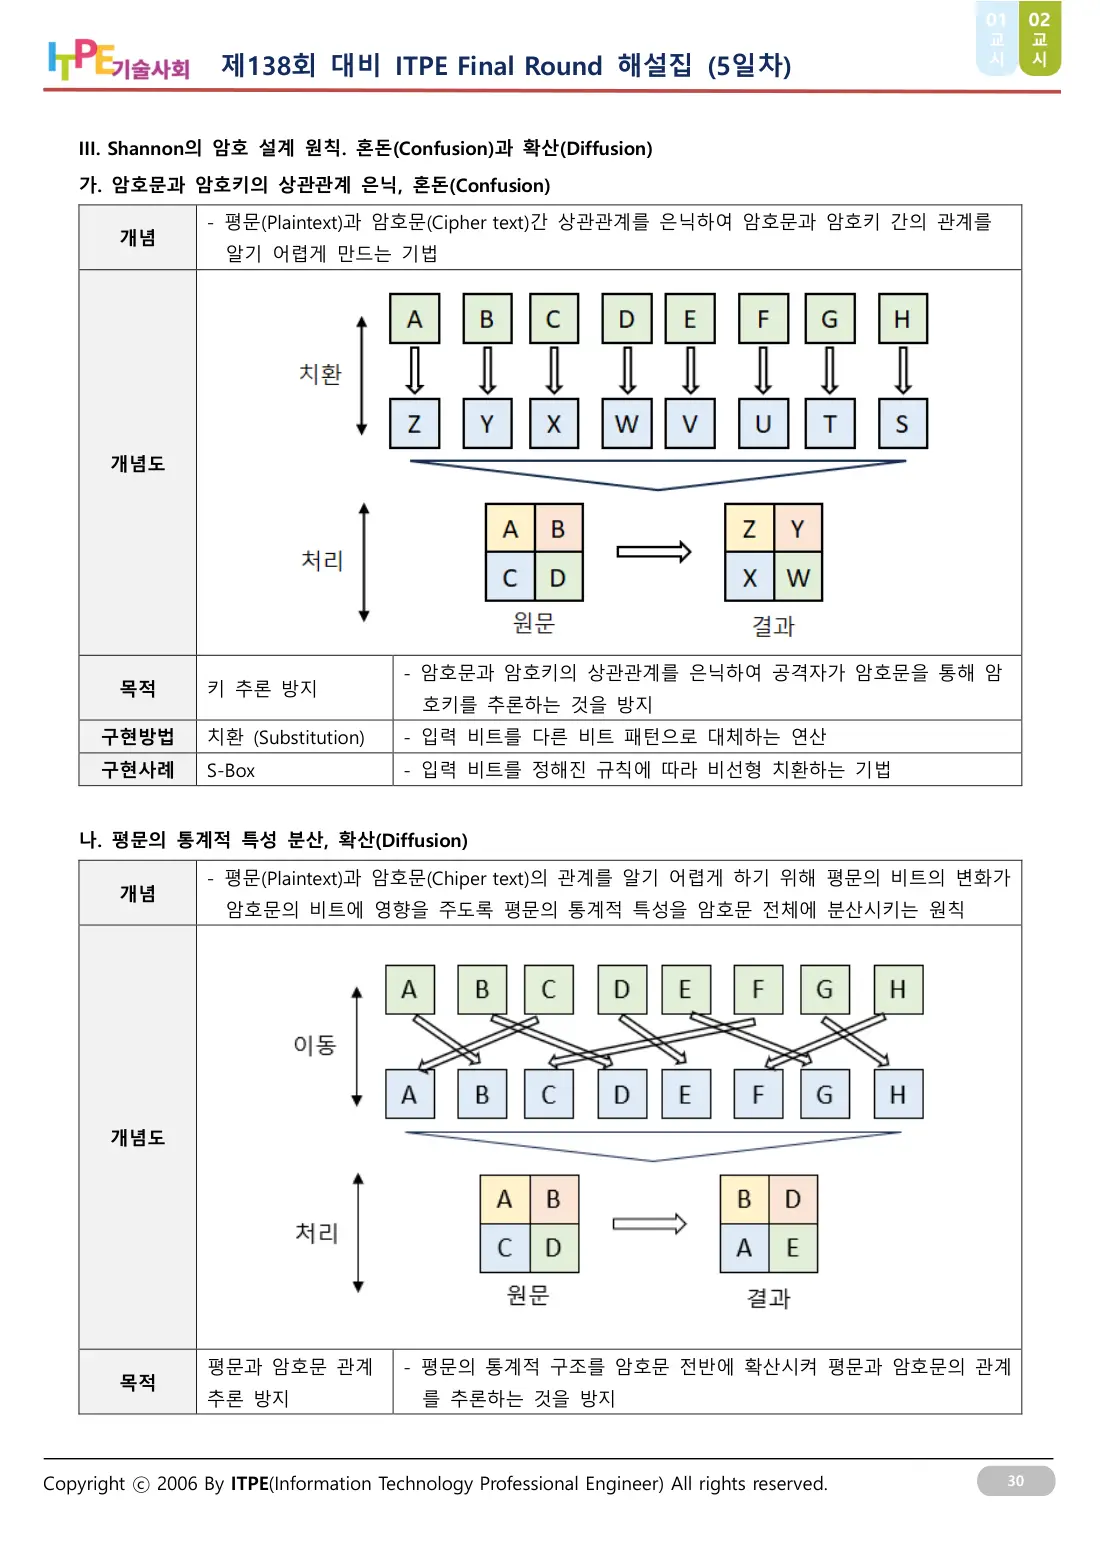 01
교
시
02
교
시
ITPE기술사회 제138회 대비 ITPE Final Round 해설집 (5일차)
III. Shannon의 암호 설계 원칙. 혼돈(Confusion)과 확산(Diffusion)
가. 암호문과 암호키의 상관관계 은닉, 혼돈(Confusion)
개념
- 평문(Plaintext)과 암호문(Cipher text)간 상관관계를 은닉하여 암호문과 암호키 간의 관계를
알기 어렵게 만드는 기법
개념도
A B C D E F G H
치환
Z Y X W V U T S
처리
A B Z Y
C D X W
원문 결과
목적
키 추론 방지
- 암호문과 암호키의 상관관계를 은닉하여 공격자가 암호문을 통해 암
호키를 추론하는 것을 방지
구현방법 치환 (Substitution) - 입력 비트를 다른 비트 패턴으로 대체하는 연산
구현사례 S-Box - 입력 비트를 정해진 규칙에 따라 비선형 치환하는 기법
나. 평문의 통계적 특성 분산, 확산(Diffusion)
개념
- 평문(Plaintext)과 암호문(Chiper text)의 관계를 알기 어렵게 하기 위해 평문의 비트의 변화가
암호문의 비트에 영향을 주도록 평문의 통계적 특성을 암호문 전체에 분산시키는 원칙
개념도
A B C D E F G H
이동
A B C D E F G H
처리
A B B D
C D A E
원문 결과
목적
평문과 암호문 관계
추론 방지
- 평문의 통계적 구조를 암호문 전반에 확산시켜 평문과 암호문의 관계
를 추론하는 것을 방지
Copyright ⓒ 2006 By ITPE(Information Technology Professional Engineer) All rights reserved.
30